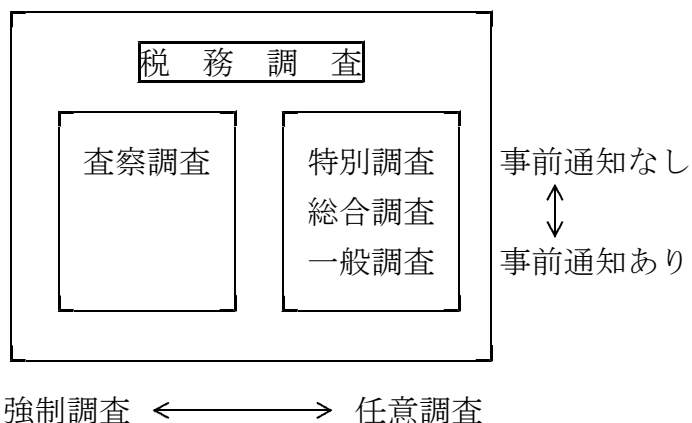 税務調査
査察調査
特別調査
総合調査
一般調査
事前通知なし
事前通知あり
強制調査
任意調査